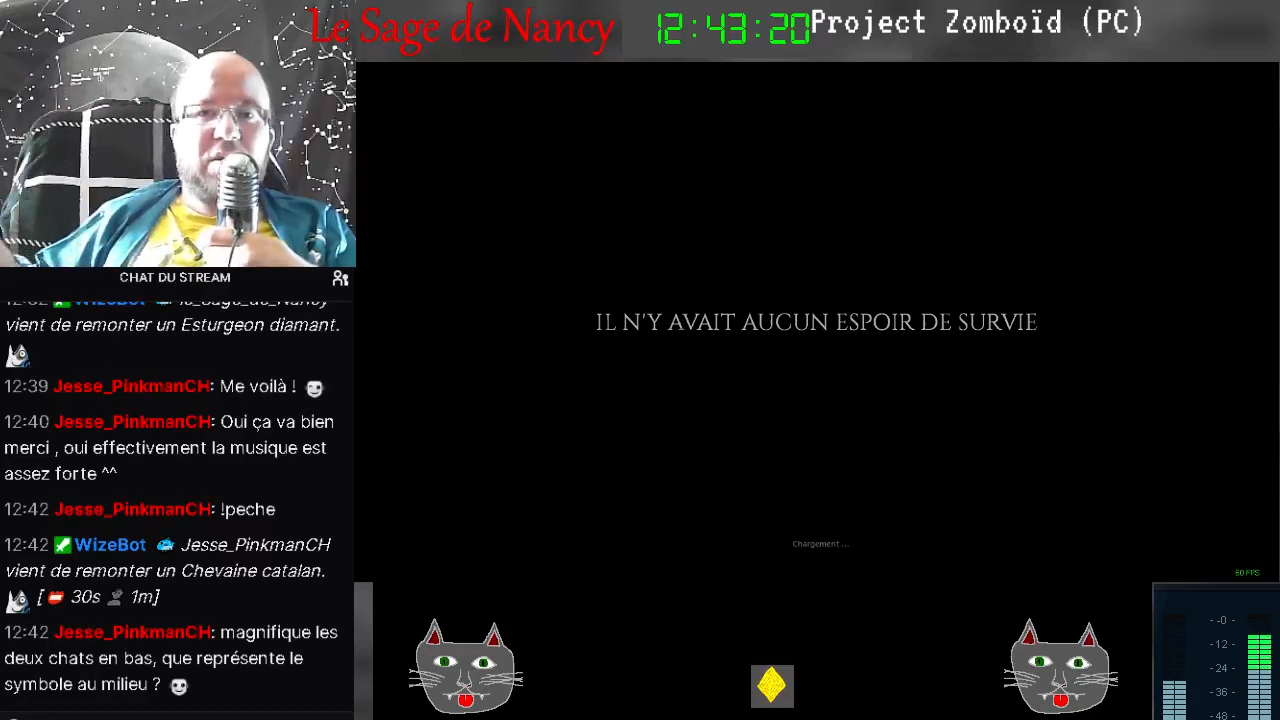 Le Sage de Nancy
12:43:20
Project Zomboïd (PC)
CHAT DU STREAM
WizeBot le_Sage_de_Nancy
vient de remonter un Esturgeon diamant.
12:39 Jesse_PinkmanCH: Me voilà !
12:40 Jesse_PinkmanCH: Oui ça va bien
merci , oui effectivement la musique est
assez forte ^^
12:42 Jesse_PinkmanCH: !peche
12:42 WizeBot Jesse_PinkmanCH
vient de remonter un Chevaine catalan.
[ 30s 1m]
12:42 Jesse_PinkmanCH: magnifique les
deux chats en bas, que représente le
symbole au milieu ?
IL N'Y AVAIT AUCUN ESPOIR DE SURVIE
Chargement ...
60 FPS
-0 -
-12 -
-24 -
-36 -
-48 -